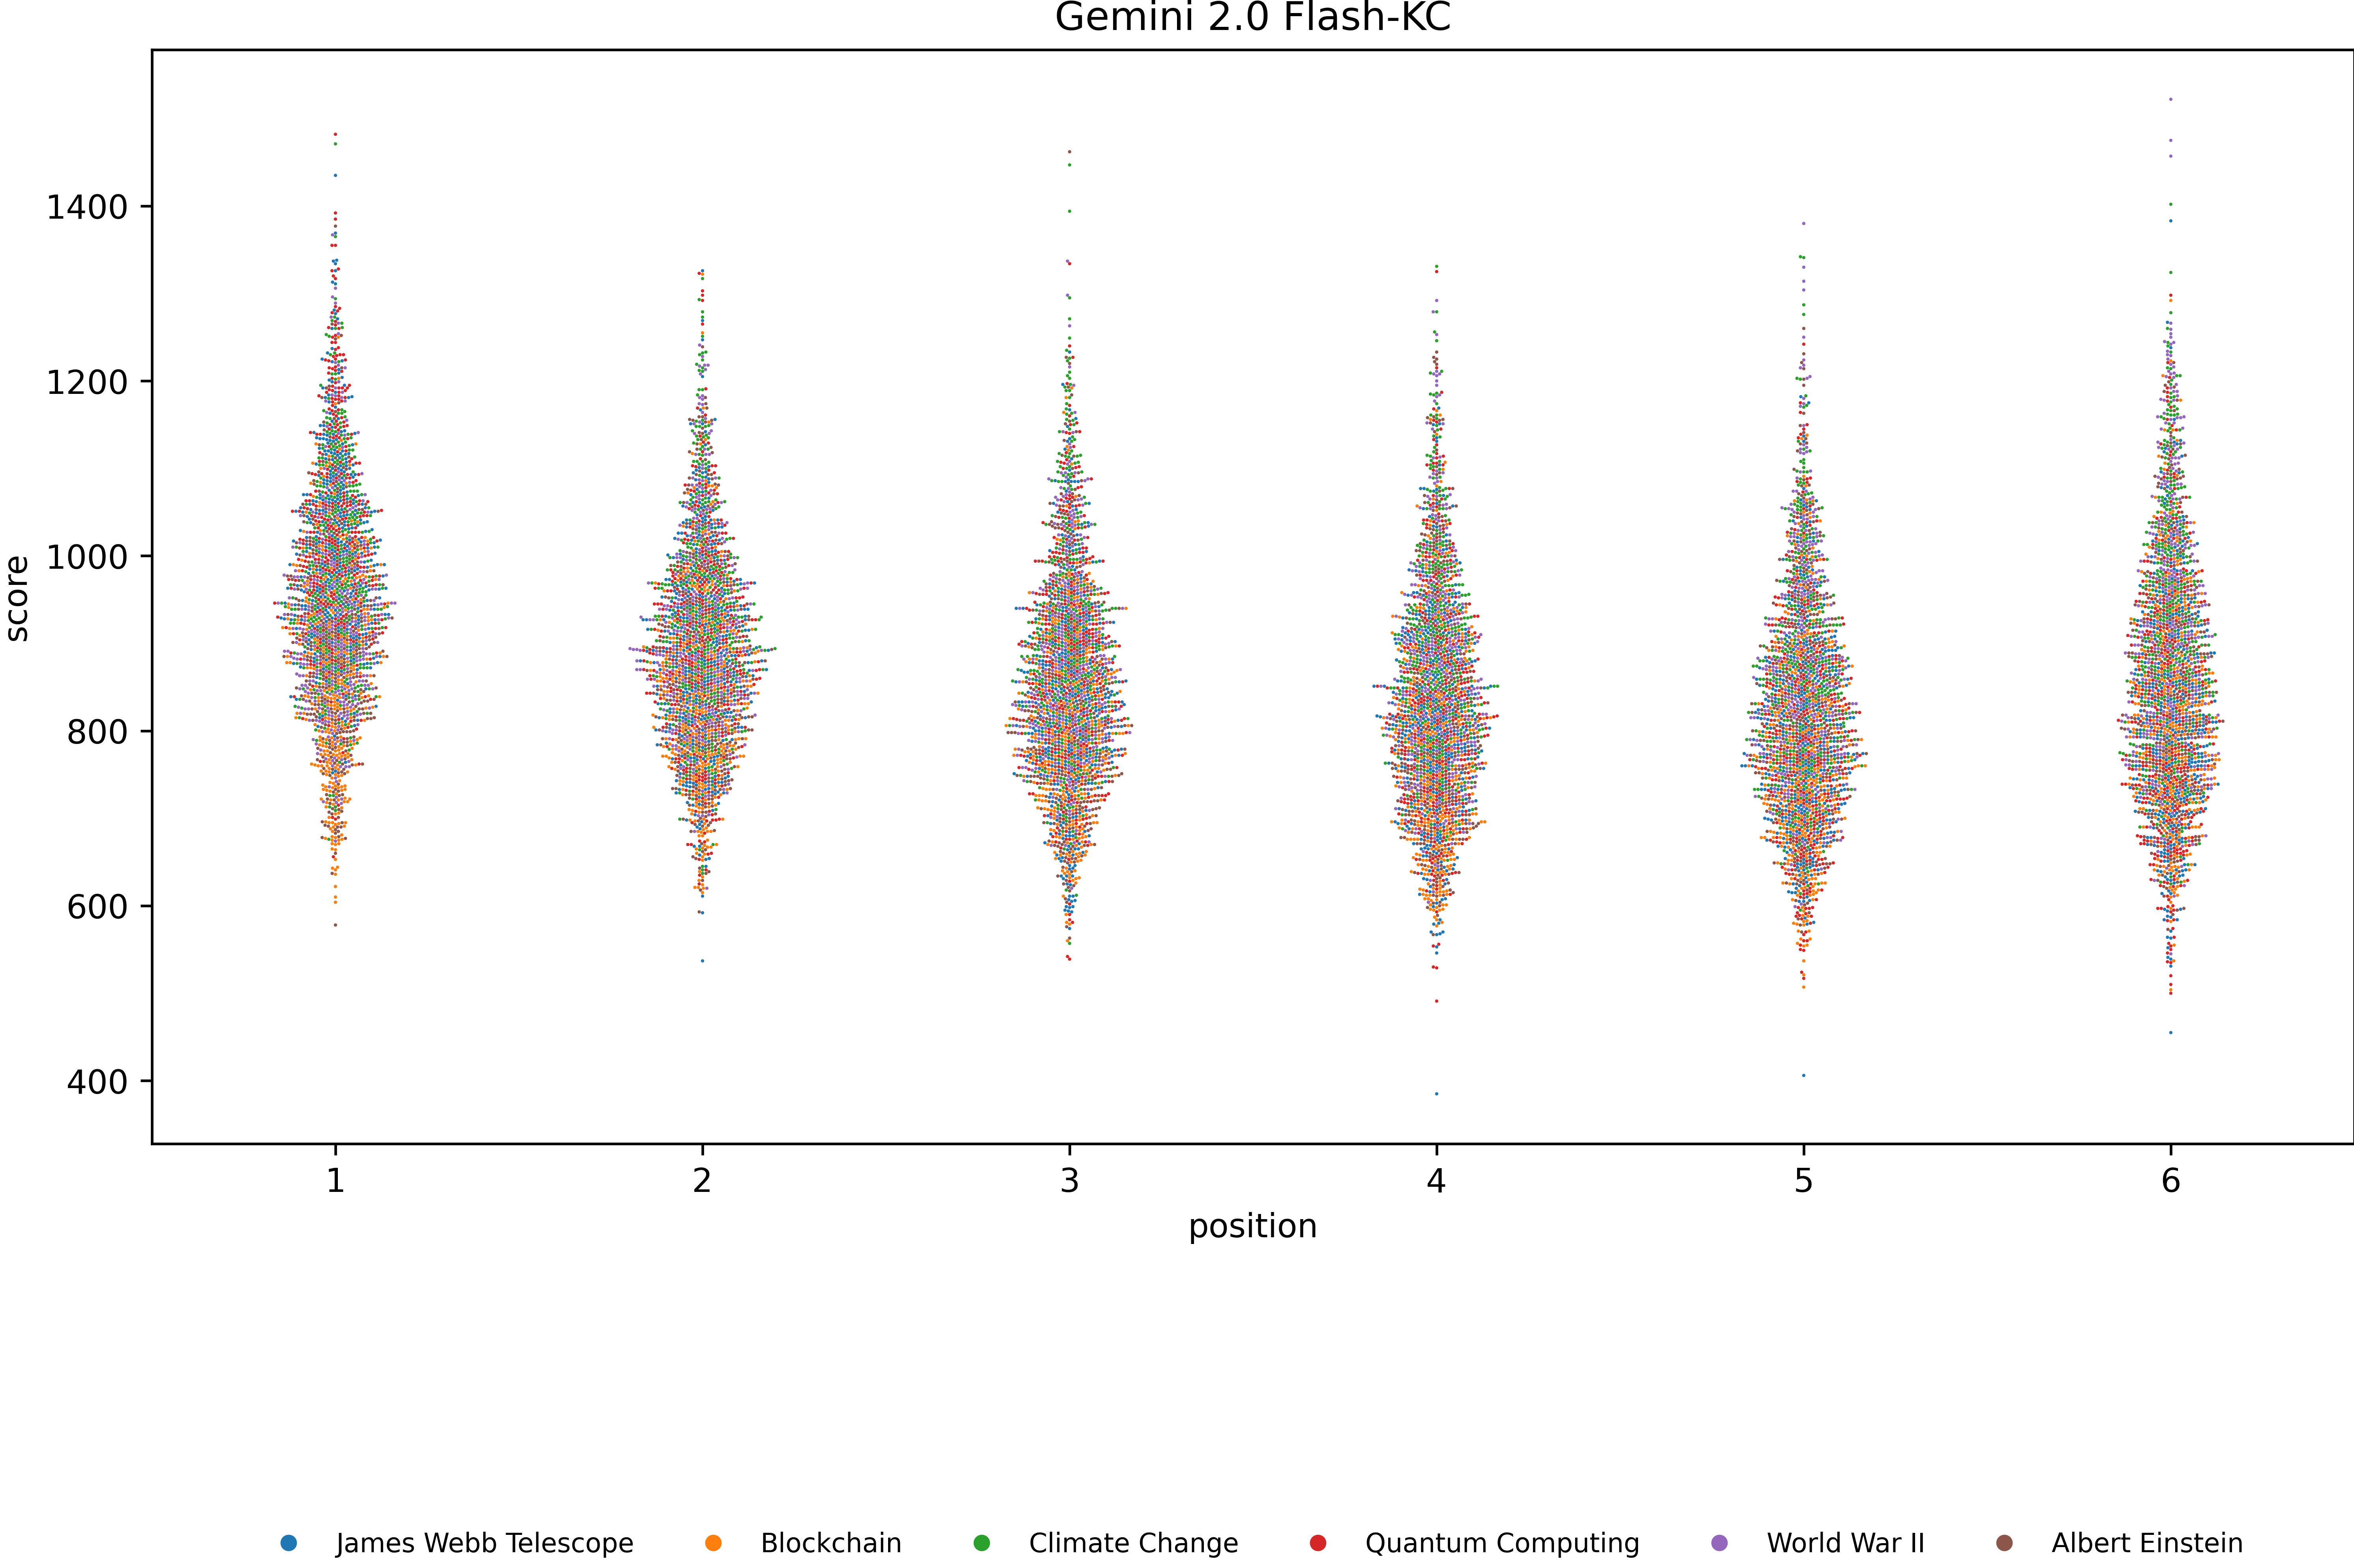 Gemini 2.0 Flash-KC
score
1400
1200
1000
800
600
400
1 2 3 4 5 6
position
James Webb Telescope Blockchain Climate Change Quantum Computing World War II Albert Einstein